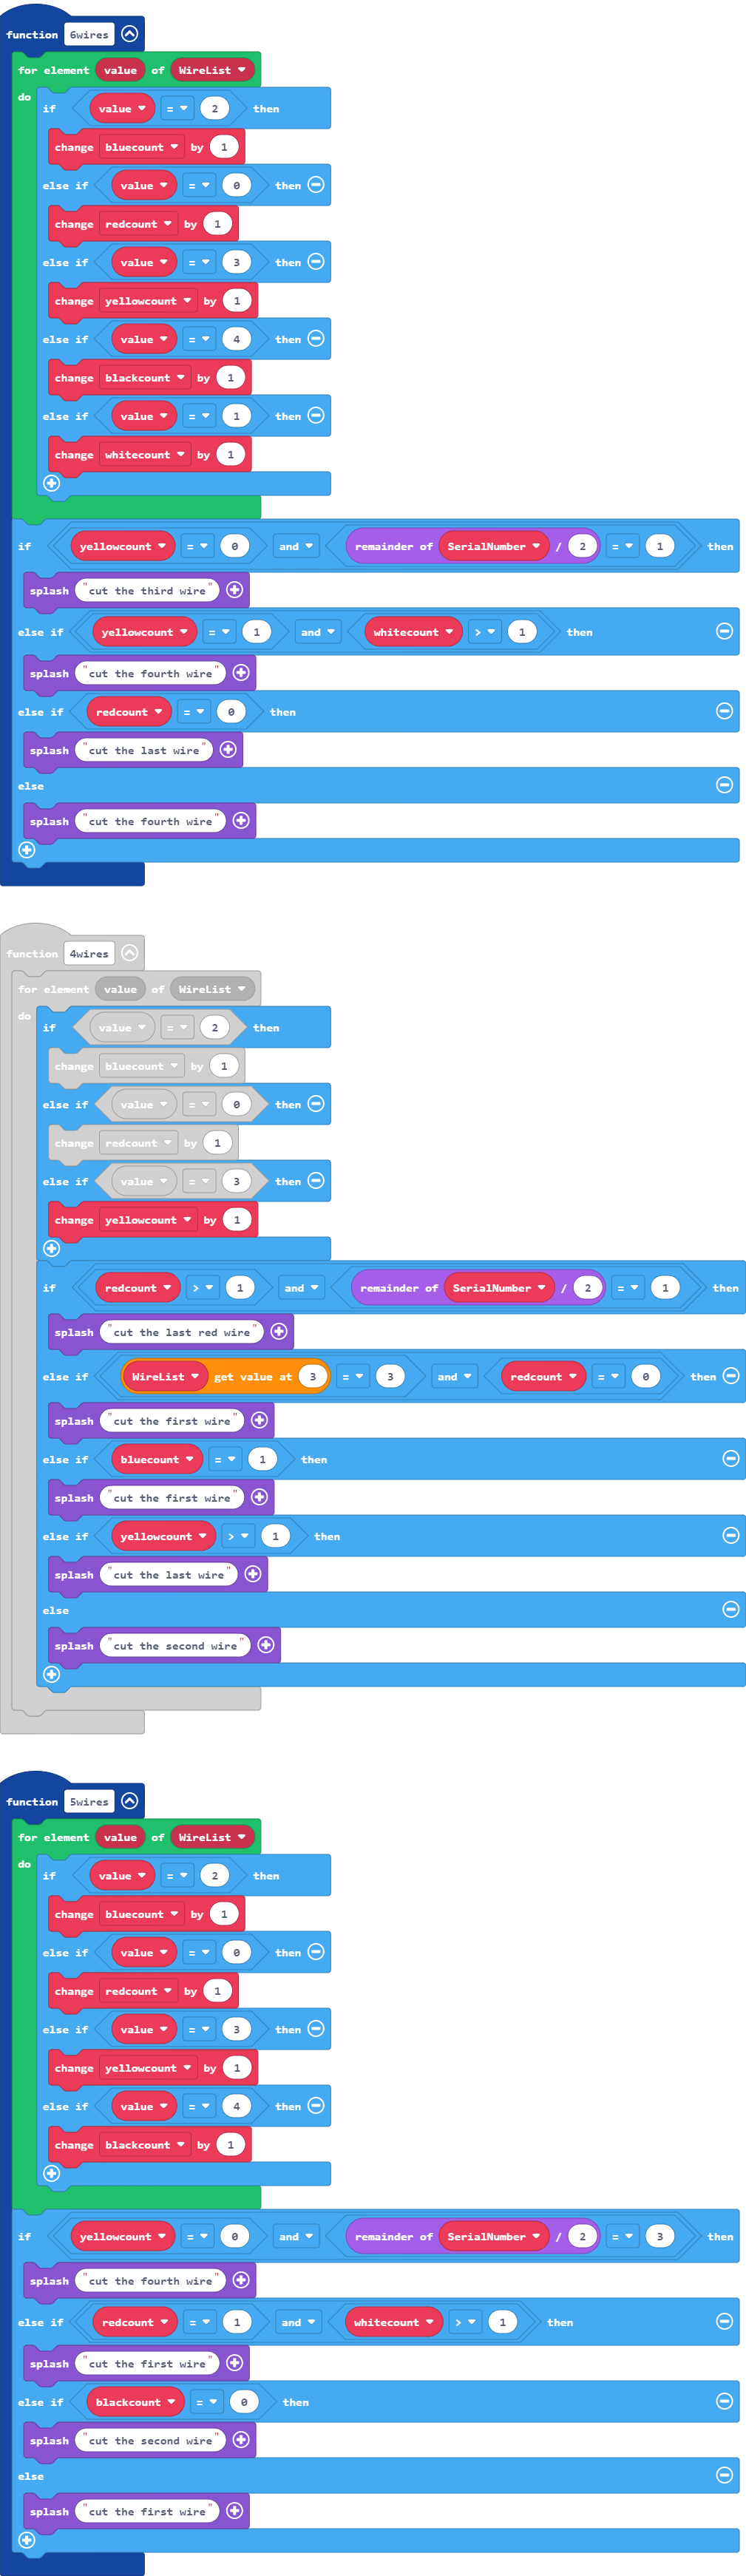 function 6wires
for element value of WireList
do
if value = 2 then
change bluecount by 1
else if value = 0 then
change redcount by 1
else if value = 3 then
change yellowcount by 1
else if value = 4 then
change blackcount by 1
else if value = 1 then
change whitecount by 1
if yellowcount = 0 and remainder of SerialNumber / 2 = 1 then
splash "cut the third wire"
else if yellowcount = 1 and whitecount > 1 then
splash "cut the fourth wire"
else if redcount = 0 then
splash "cut the last wire"
else
splash "cut the fourth wire"
function 4wires
for element value of WireList
do
if value = 2 then
change bluecount by 1
else if value = 0 then
change redcount by 1
else if value = 3 then
change yellowcount by 1
if redcount > 1 and remainder of SerialNumber / 2 = 1 then
splash "cut the last red wire"
else if WireList get value at 3 = 3 and redcount = 0 then
splash "cut the first wire"
else if bluecount = 1 then
splash "cut the first wire"
else if yellowcount > 1 then
splash "cut the last wire"
else
splash "cut the second wire"
function 5wires
for element value of WireList
do
if value = 2 then
change bluecount by 1
else if value = 0 then
change redcount by 1
else if value = 3 then
change yellowcount by 1
else if value = 4 then
change blackcount by 1
if yellowcount = 0 and remainder of SerialNumber / 2 = 3 then
splash "cut the fourth wire"
else if redcount = 1 and whitecount > 1 then
splash "cut the first wire"
else if blackcount = 0 then
splash "cut the second wire"
else
splash "cut the first wire"